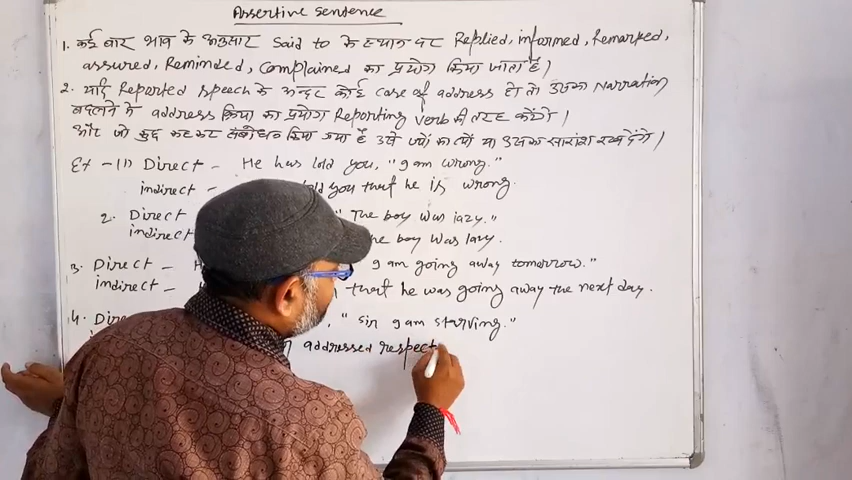 Assertive Sentence
1. कई बार भाव के अनुसार Said to के स्थान पर Replied, informed, Remarked,
assured, Reminded, Complained का प्रयोग किया जाता है।
2. यदि Reported speech के अन्दर कोई case of address हो तो उसका Narration
बदलने में address क्रिया का प्रयोग Reporting verb की तरह करेंगे।
और जो कुछ कह कर संबोधित किया गया है उसे ज्यों का त्यों या उसका सारांश रख देंगे।
Ex - (1) Direct - He has told you, "I am wrong."
indirect - told you that he is wrong.
2. Direct "The boy was lazy."
indirect the boy was lazy.
3. Direct - I am going away tomorrow."
indirect - that he was going away the next day.
4. Dire , "Sir I am starving."
addressed respect